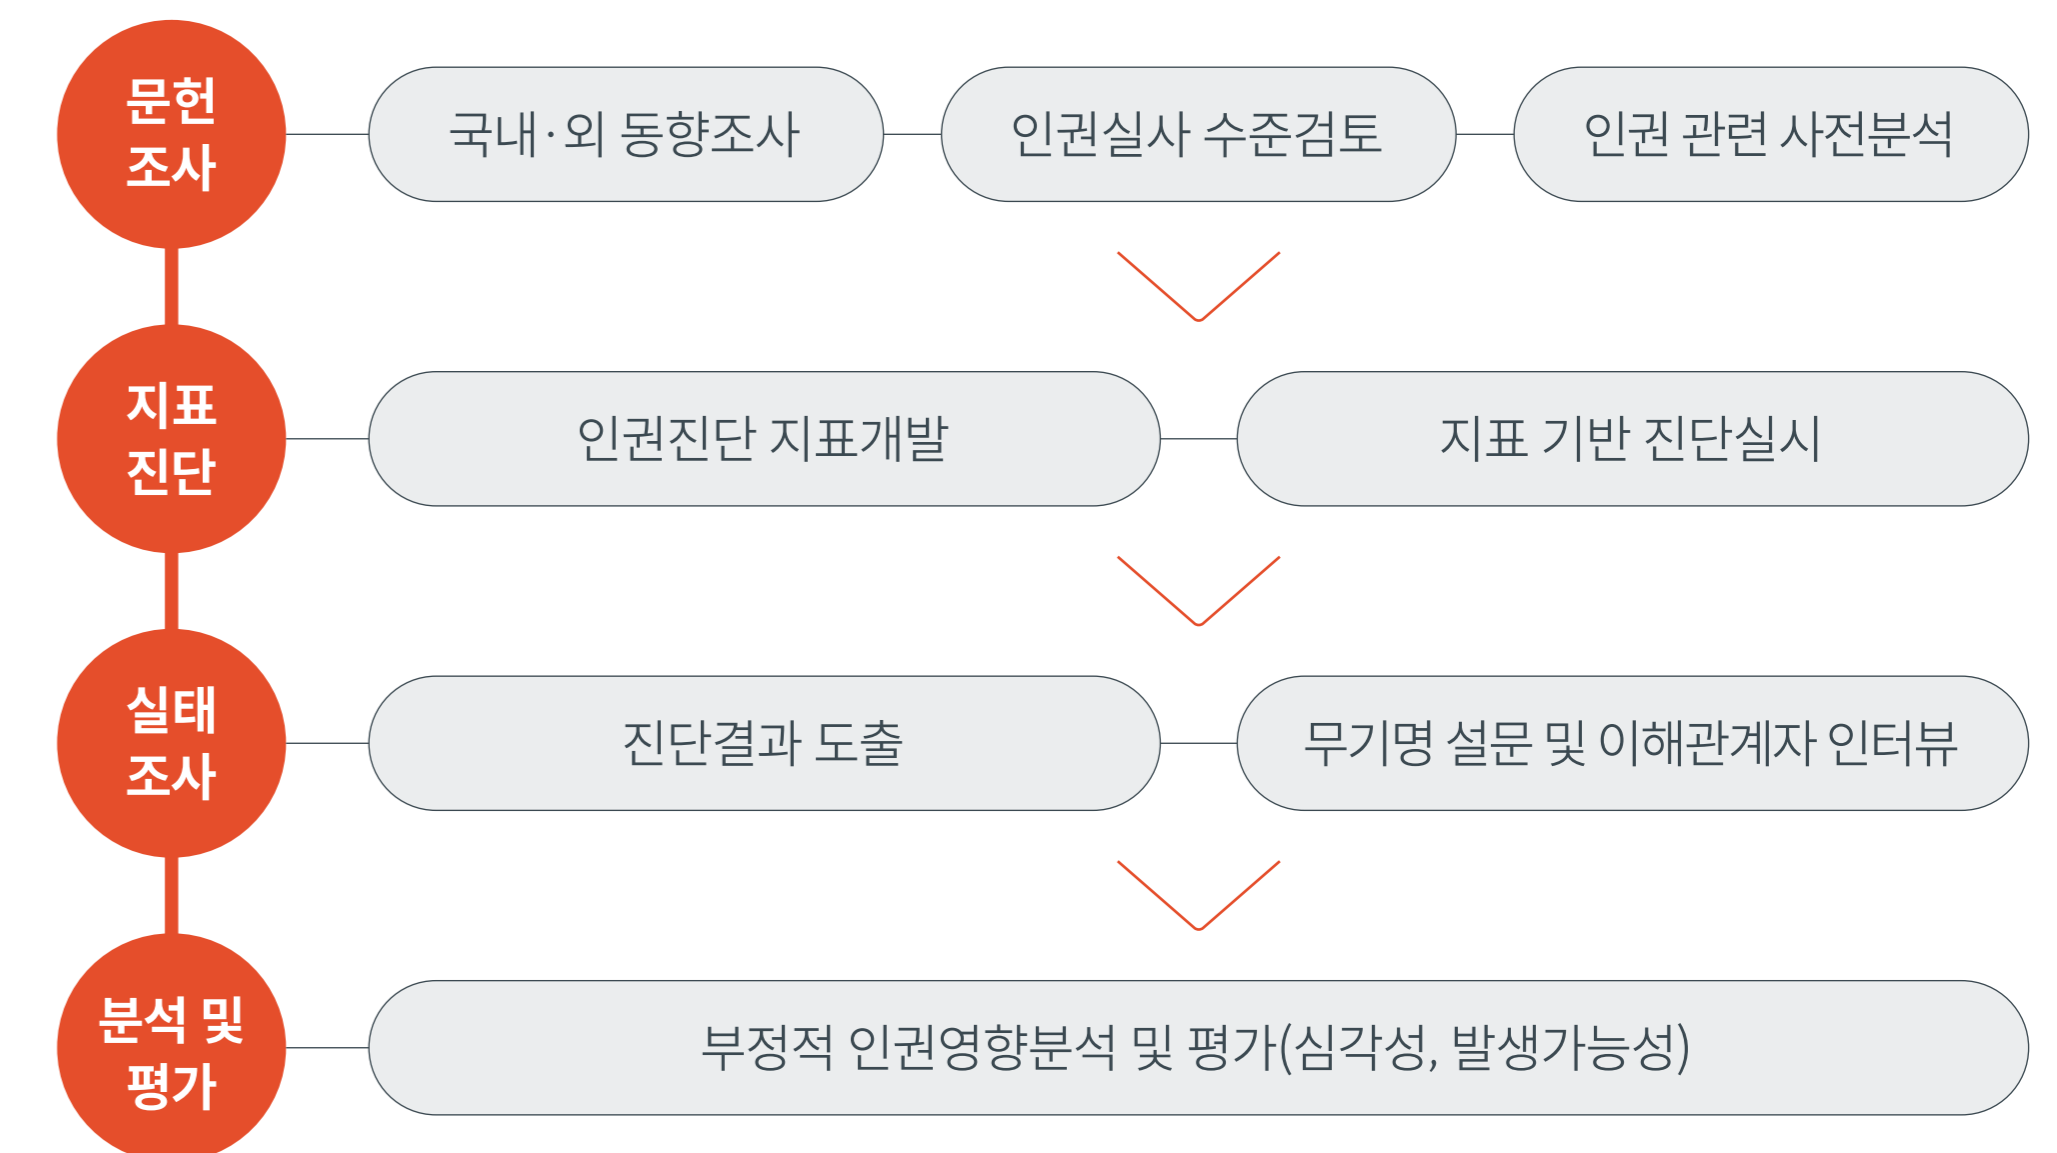 문헌
조사
국내·외 동향조사
인권실사 수준검토
인권 관련 사전분석
지표
진단
인권진단 지표개발
지표 기반 진단실시
실태
조사
진단결과 도출
무기명 설문 및 이해관계자 인터뷰
분석 및
평가
부정적 인권영향분석 및 평가(심각성, 발생가능성)